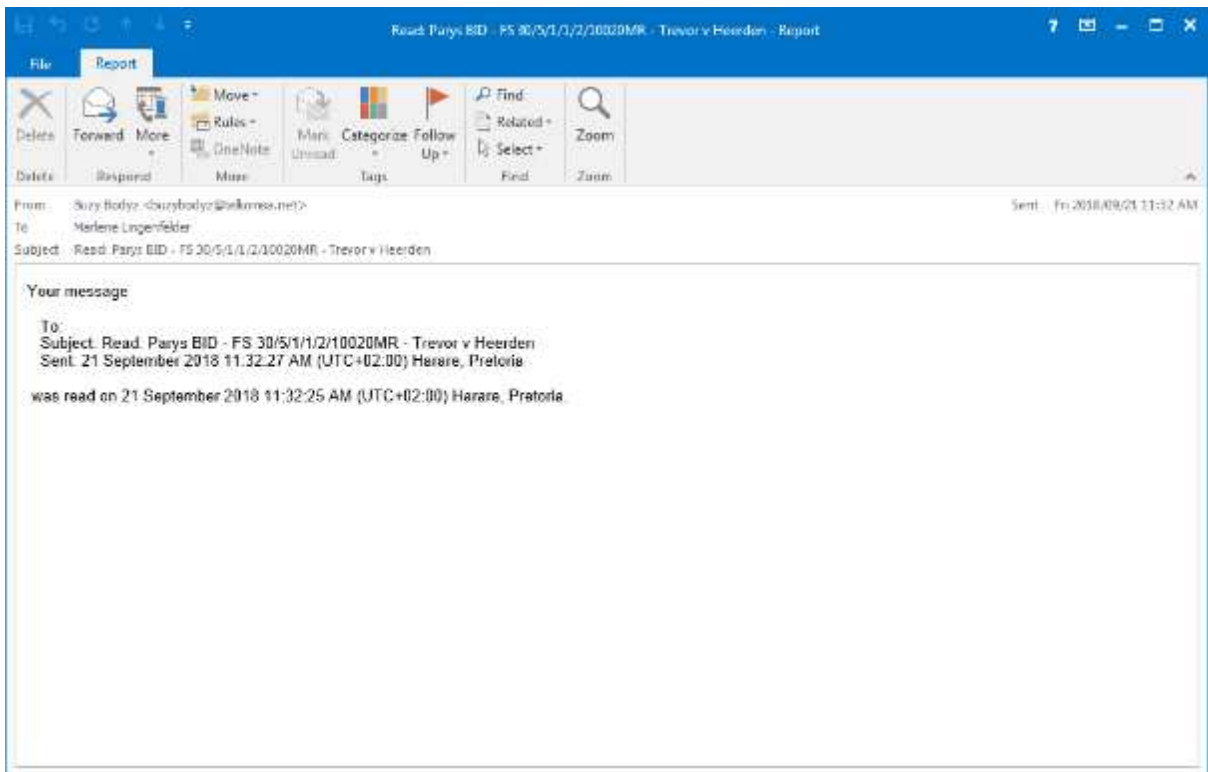 Read: Parys BID - FS 30/5/1/1/2/10020MR - Trevor v Heerden - Report
File Report
Delete Forward More Move Rules OneNote Mark Unread Categorize Follow Up Find Related Select Zoom
Delete Respond Move Tags Find Zoom
From Buzy Bodyz <buzybodyz@telkomsa.net> Sent Fri 2018/09/21 11:32 AM
To Marlene Lingenfelder
Subject Read: Parys BID - FS 30/5/1/1/2/10020MR - Trevor v Heerden
Your message
To:
Subject: Read: Parys BID - FS 30/5/1/1/2/10020MR - Trevor v Heerden
Sent: 21 September 2018 11:32:27 AM (UTC+02:00) Harare, Pretoria
was read on 21 September 2018 11:32:25 AM (UTC+02:00) Harare, Pretoria.